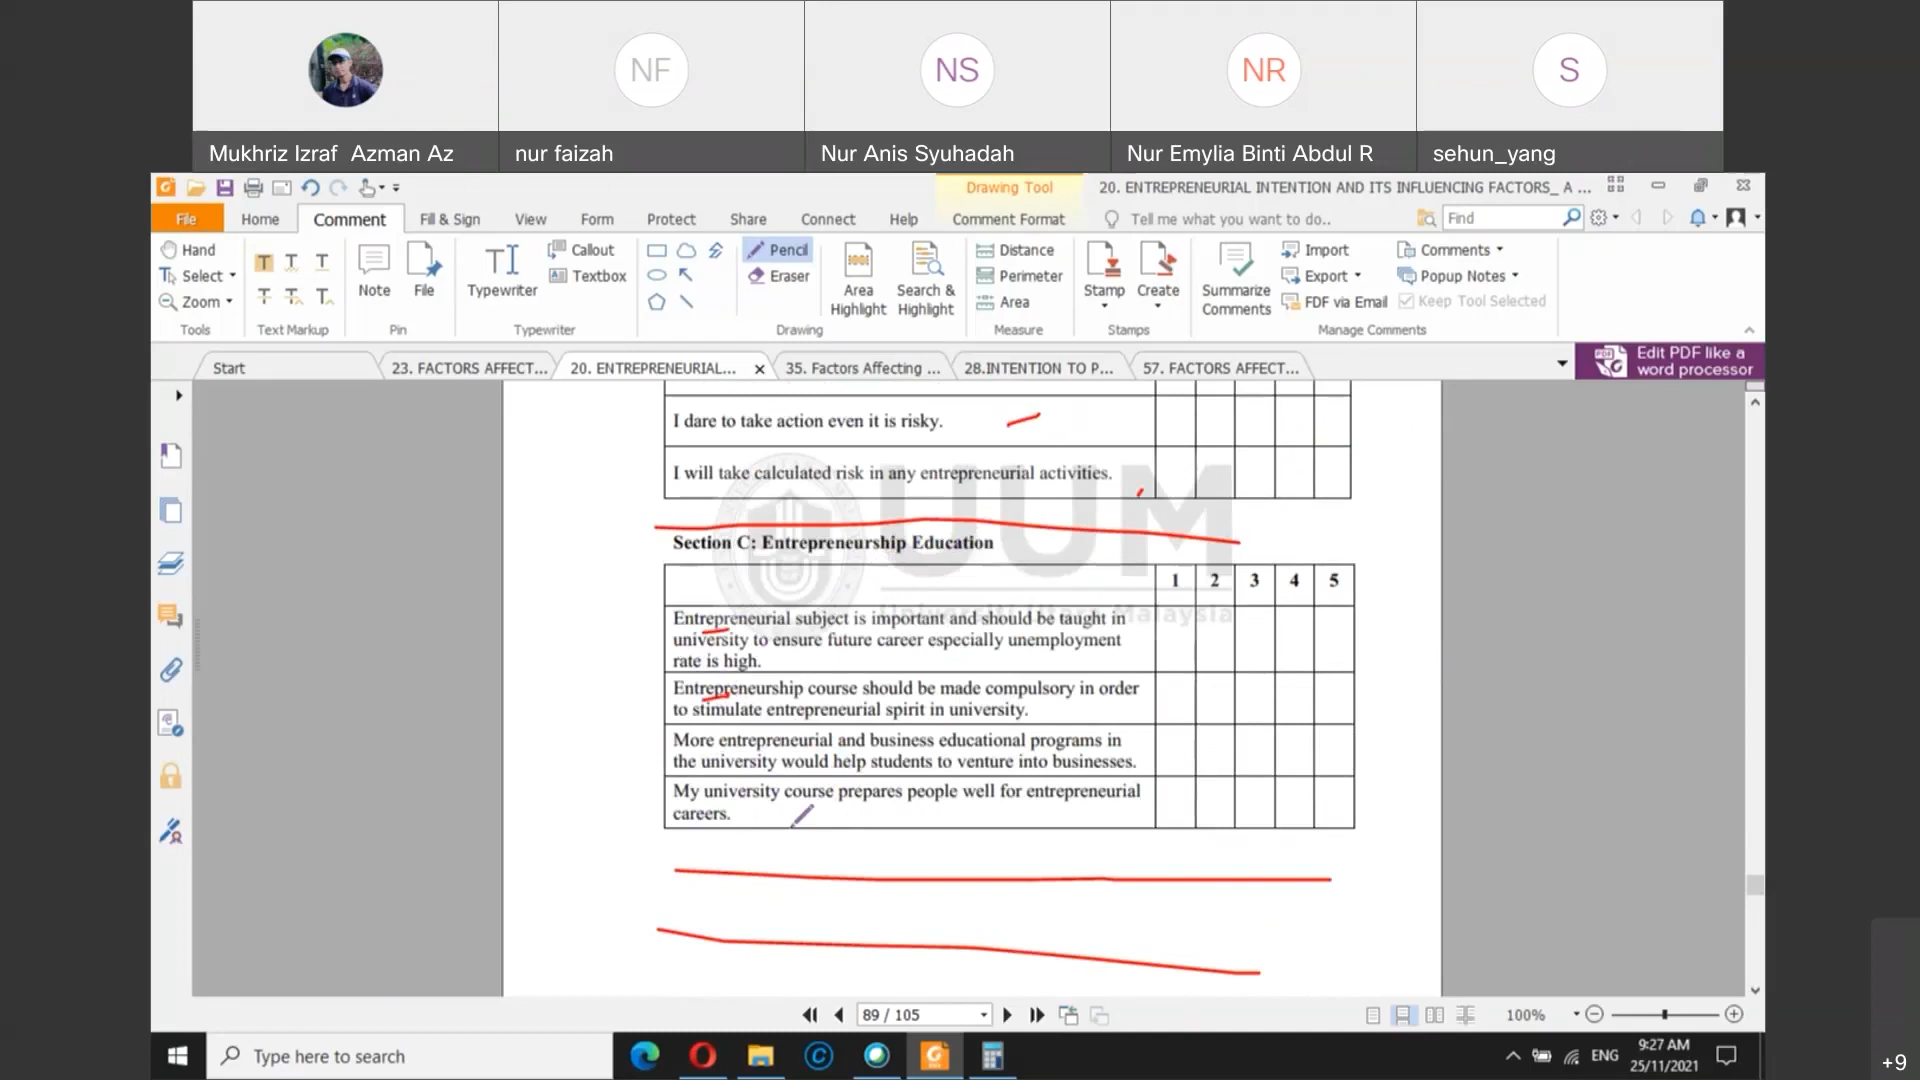 NF
NS
NR
S
Mukhriz Izraf Azman Az
nur faizah
Nur Anis Syuhadah
Nur Emylia Binti Abdul R
sehun_yang
Drawing Tool
20. ENTREPRENEURIAL INTENTION AND ITS INFLUENCING FACTORS_ A ...
File
Home
Comment
Fill & Sign
View
Form
Protect
Share
Connect
Help
Comment Format
Tell me what you want to do..
Find
Hand
Select
Zoom
Tools
Text Markup
Note
File
Pin
Typewriter
Callout
Textbox
Typewriter
Pencil
Eraser
Area Highlight
Search & Highlight
Drawing
Distance
Perimeter
Area
Measure
Stamp
Create
Stamps
Summarize Comments
Import
Export
FDF via Email
Comments
Popup Notes
Keep Tool Selected
Manage Comments
Start
23. FACTORS AFFECT...
20. ENTREPRENEURIAL...
35. Factors Affecting ...
28.INTENTION TO P...
57. FACTORS AFFECT...
Edit PDF like a
word processor
I dare to take action even it is risky.
I will take calculated risk in any entrepreneurial activities.
UUM
Universiti Utara Malaysia
Section C: Entrepreneurship Education
1 2 3 4 5
Entrepreneurial subject is important and should be taught in
university to ensure future career especially unemployment
rate is high.
Entrepreneurship course should be made compulsory in order
to stimulate entrepreneurial spirit in university.
More entrepreneurial and business educational programs in
the university would help students to venture into businesses.
My university course prepares people well for entrepreneurial
careers.
89 / 105
100%
Type here to search
ENG
9:27 AM
25/11/2021
+9